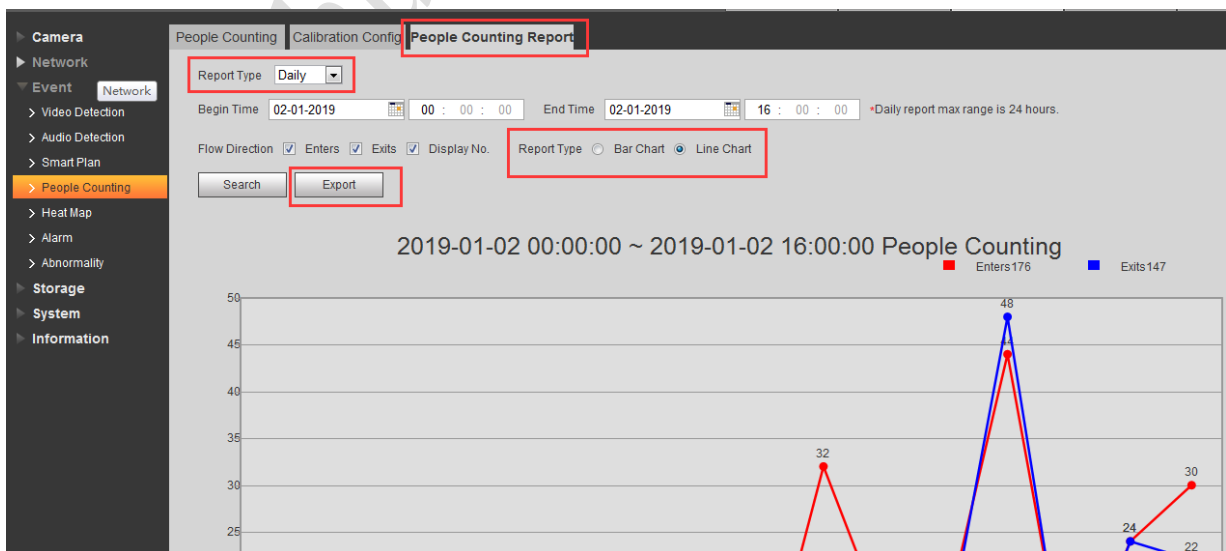 Camera
Network
Event
Network
Video Detection
Audio Detection
Smart Plan
People Counting
Heat Map
Alarm
Abnormality
Storage
System
Information
People Counting Calibration Config People Counting Report
Report Type Daily
Begin Time 02-01-2019 00 : 00 : 00 End Time 02-01-2019 16 : 00 : 00 *Daily report max range is 24 hours.
Flow Direction Enters Exits Display No. Report Type Bar Chart Line Chart
Search Export
2019-01-02 00:00:00 ~ 2019-01-02 16:00:00 People Counting
Enters176 Exits147
50
48
45
44
40
35
32
30
30
25
24
22